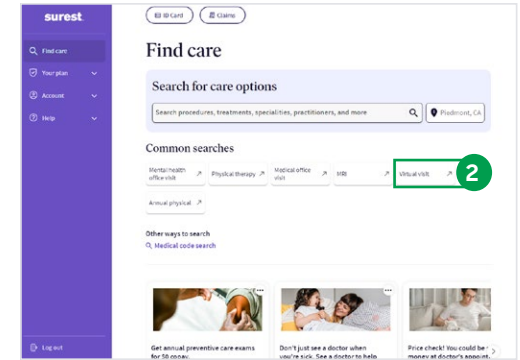 surest
ID Card
Claims
Find care
Your plan
Account
Help
Log out
Find care
Search for care options
Search procedures, treatments, specialities, practitioners, and more
Piedmont, CA
Common searches
Mental health
office visit
Physical therapy
Medical office
visit
MRI
Virtual visit
2
Annual physical
Other ways to search
Medical code search
Get annual preventive care exams
for $0 copay.
Don't just see a doctor when
you're sick. See a doctor to help
Price check! You could be
money at doctor's appoint